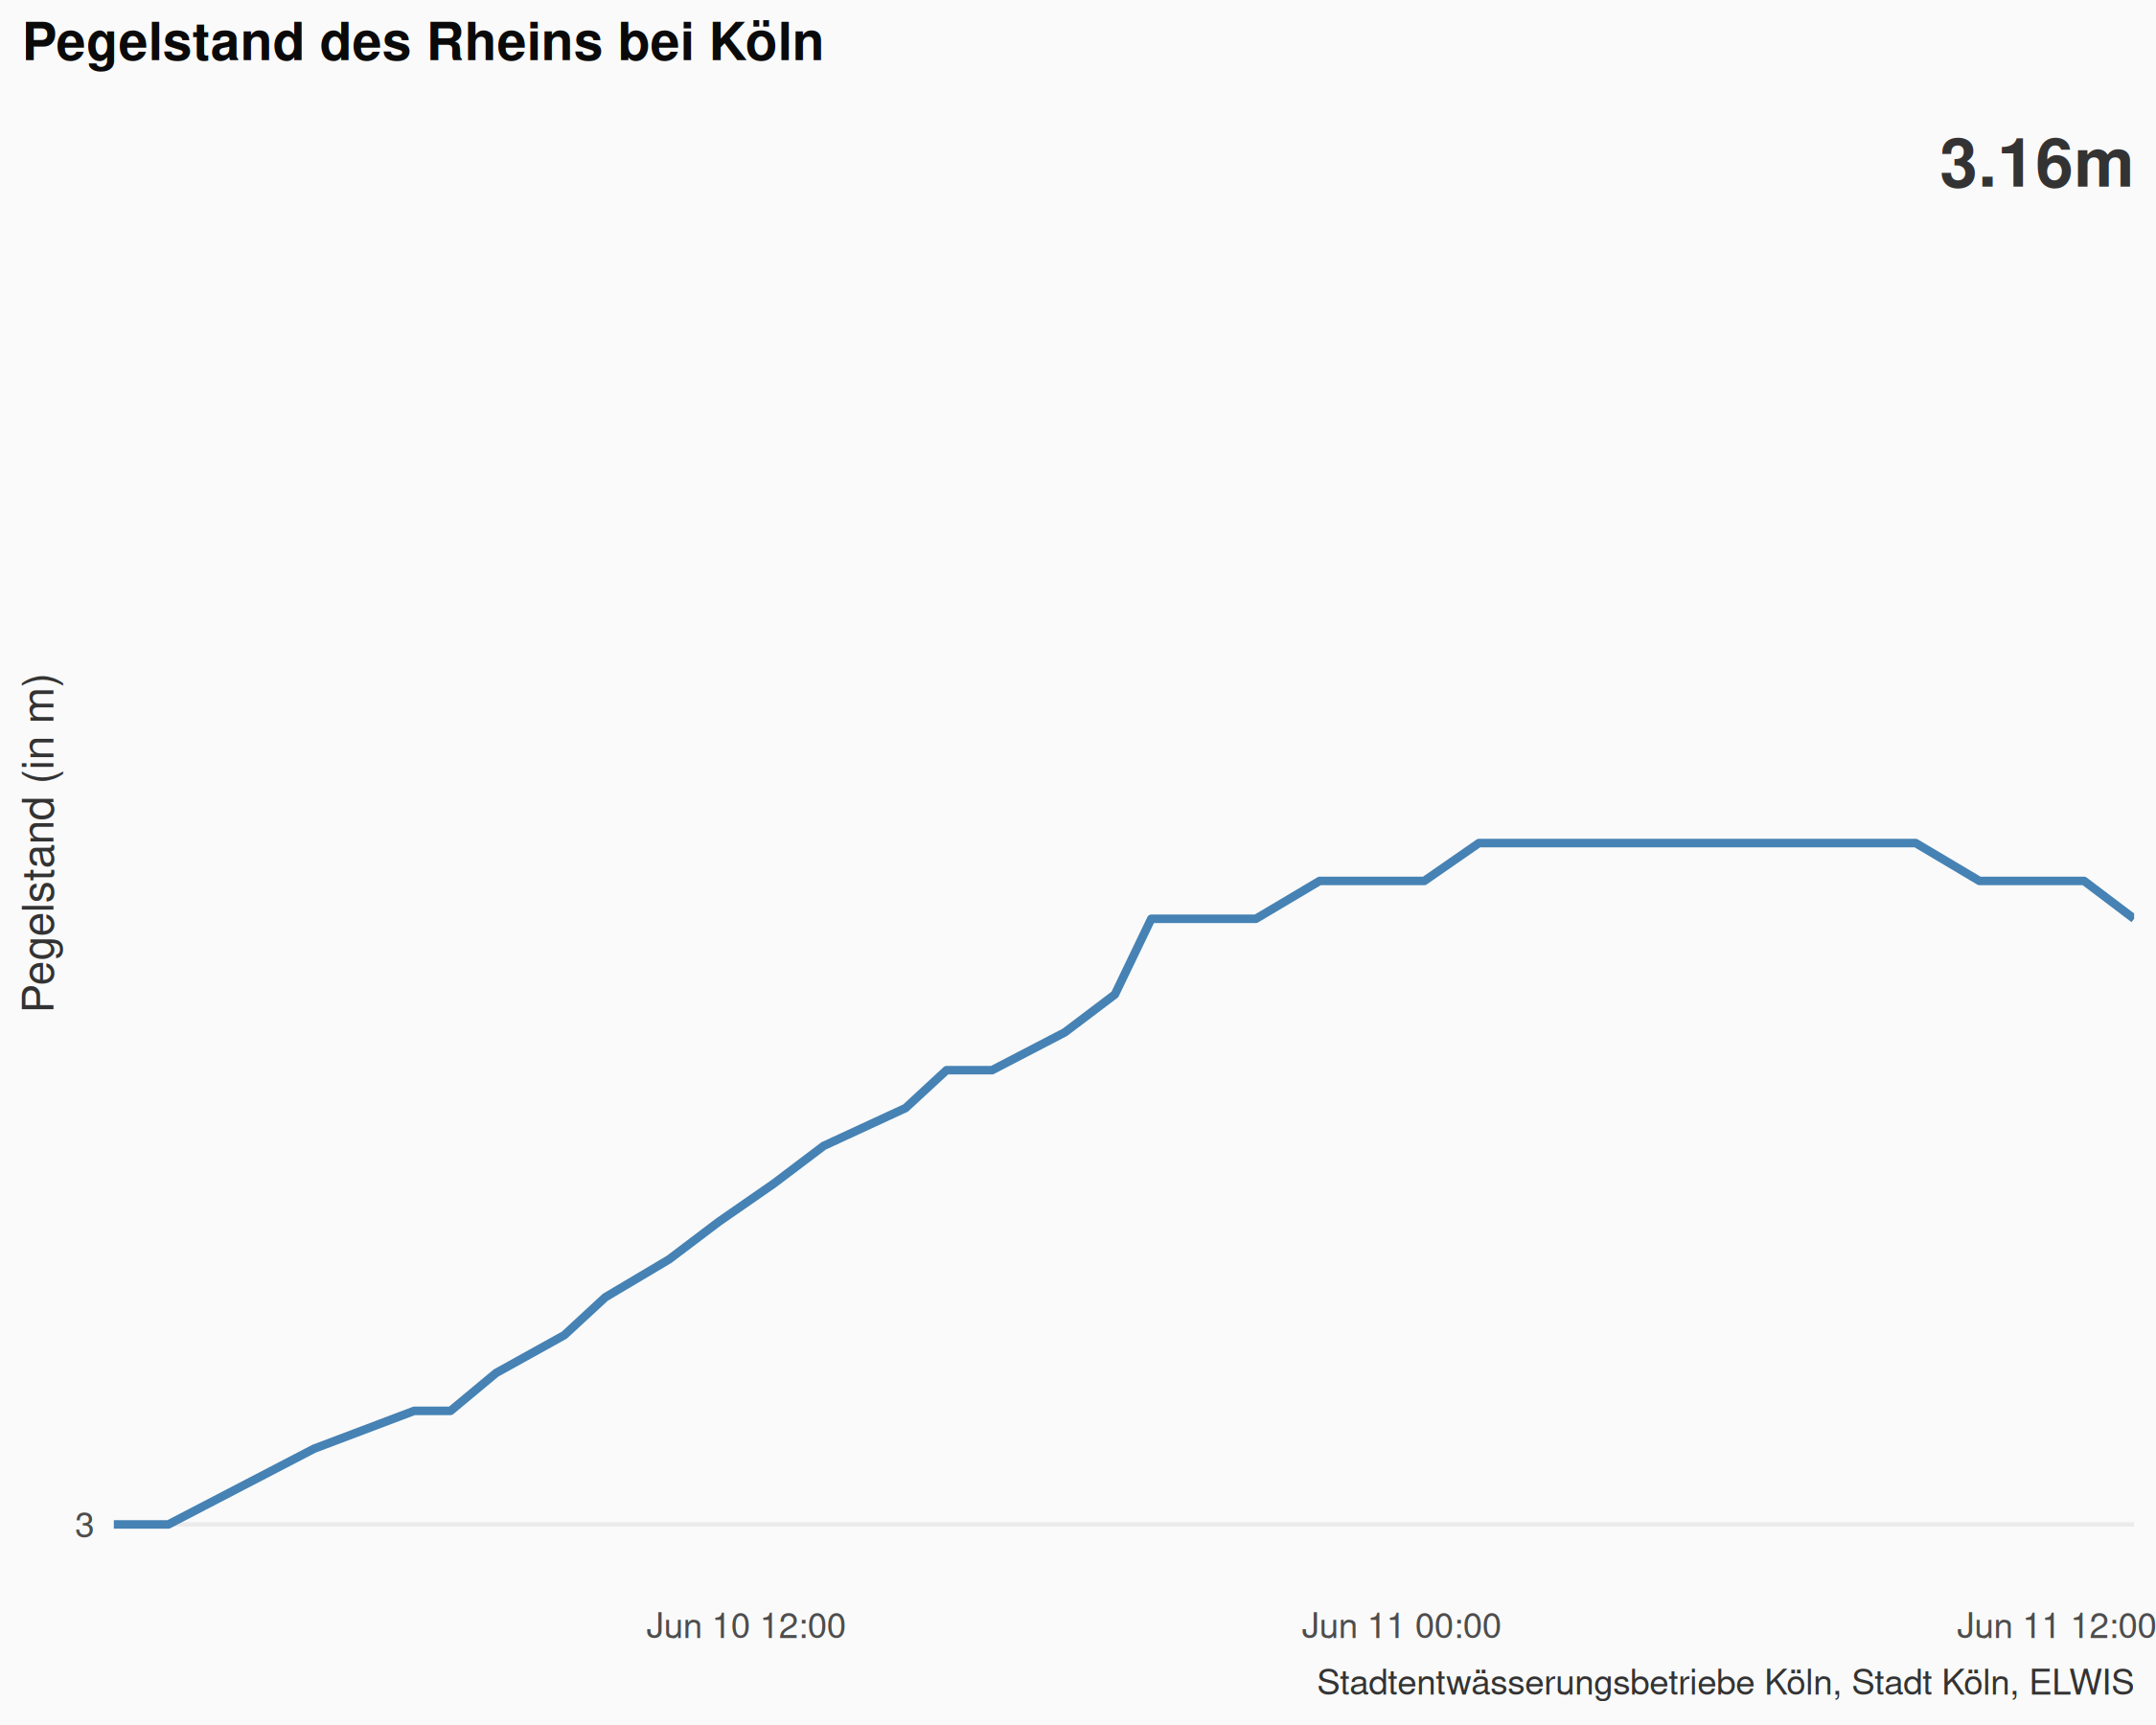 Pegelstand des Rheins bei Köln
3.16m
Pegelstand (in m)
3
Jun 10 12:00
Jun 11 00:00
Jun 11 12:00
Stadtentwässerungsbetriebe Köln, Stadt Köln, ELWIS